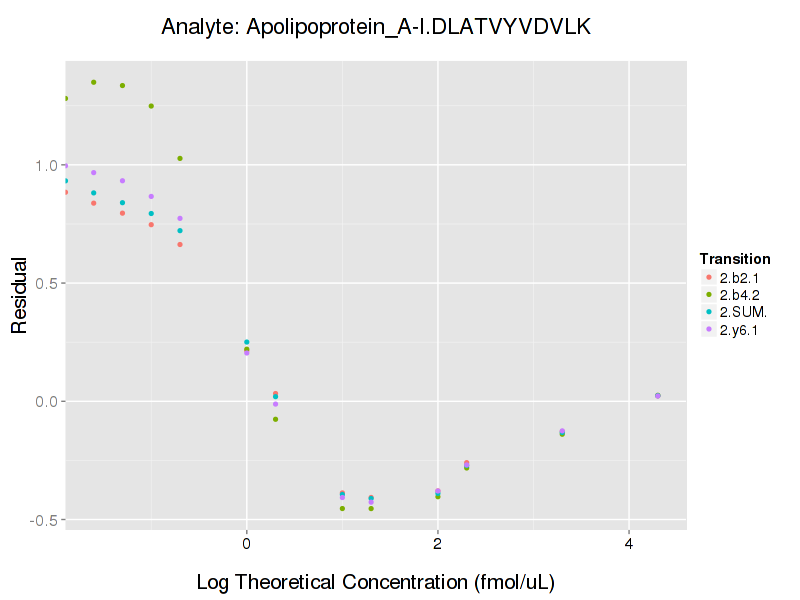 Analyte: Apolipoprotein_A-I.DLATVYVDVLK
1.0
0.5
0.0
-0.5
Residual
0 2 4
Log Theoretical Concentration (fmol/uL)
Transition
2.b2.1
2.b4.2
2.SUM.
2.y6.1